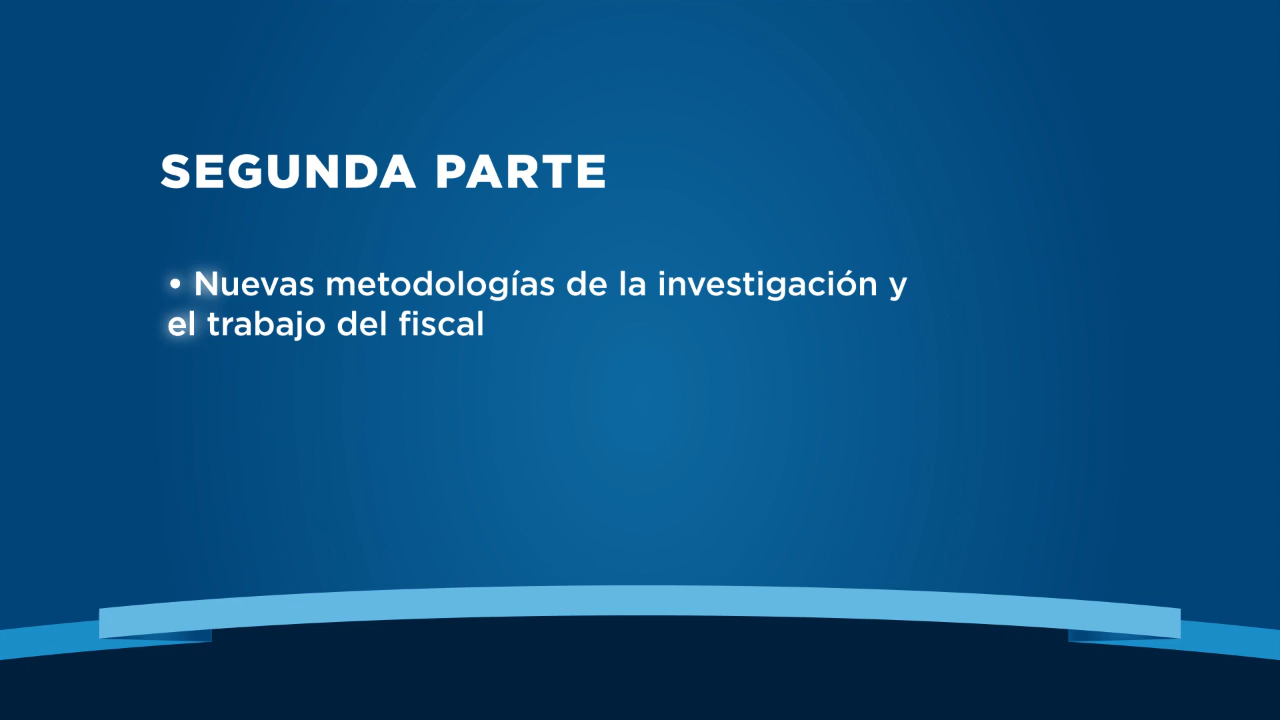 SEGUNDA PARTE
• Nuevas metodologías de la investigación y
el trabajo del fiscal